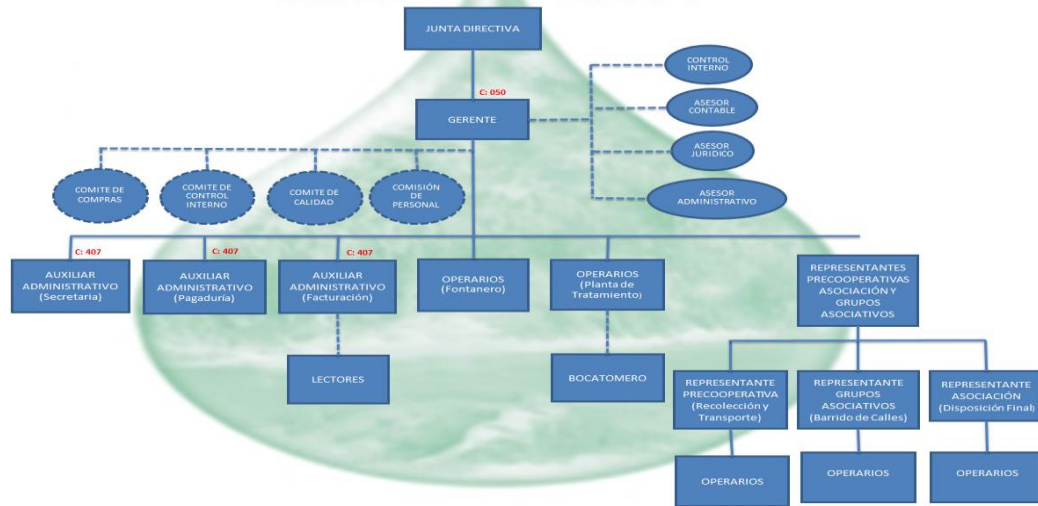 JUNTA DIRECTIVA
C: 050
GERENTE
CONTROL
INTERNO
ASESOR
CONTABLE
ASESOR
JURIDICO
ASESOR
ADMINISTRATIVO
COMITE DE
COMPRAS
COMITE DE
CONTROL
INTERNO
COMITE
DE CALIDAD
COMISIÓN
DE
PERSONAL
C: 407
AUXILIAR
ADMINISTRATIVO
(Secretaria)
C: 407
AUXILIAR
ADMINISTRATIVO
(Pagaduría)
C: 407
AUXILIAR
ADMINISTRATIVO
(Facturación)
OPERARIOS
(Fontanero)
OPERARIOS
(Planta de
Tratamiento)
REPRESENTANTES
PRECOOPERATIVAS
ASOCIACIÓN Y
GRUPOS
ASOCIATIVOS
LECTORES
BOCATOMERO
REPRESENTANTE
PRECOOPERATIVA
(Recolección y
Transporte)
REPRESENTANTE
GRUPOS
ASOCIATIVOS
(Barrido de Calles)
REPRESENTANTE
ASOCIACIÓN
(Disposición Final)
OPERARIOS
OPERARIOS
OPERARIOS